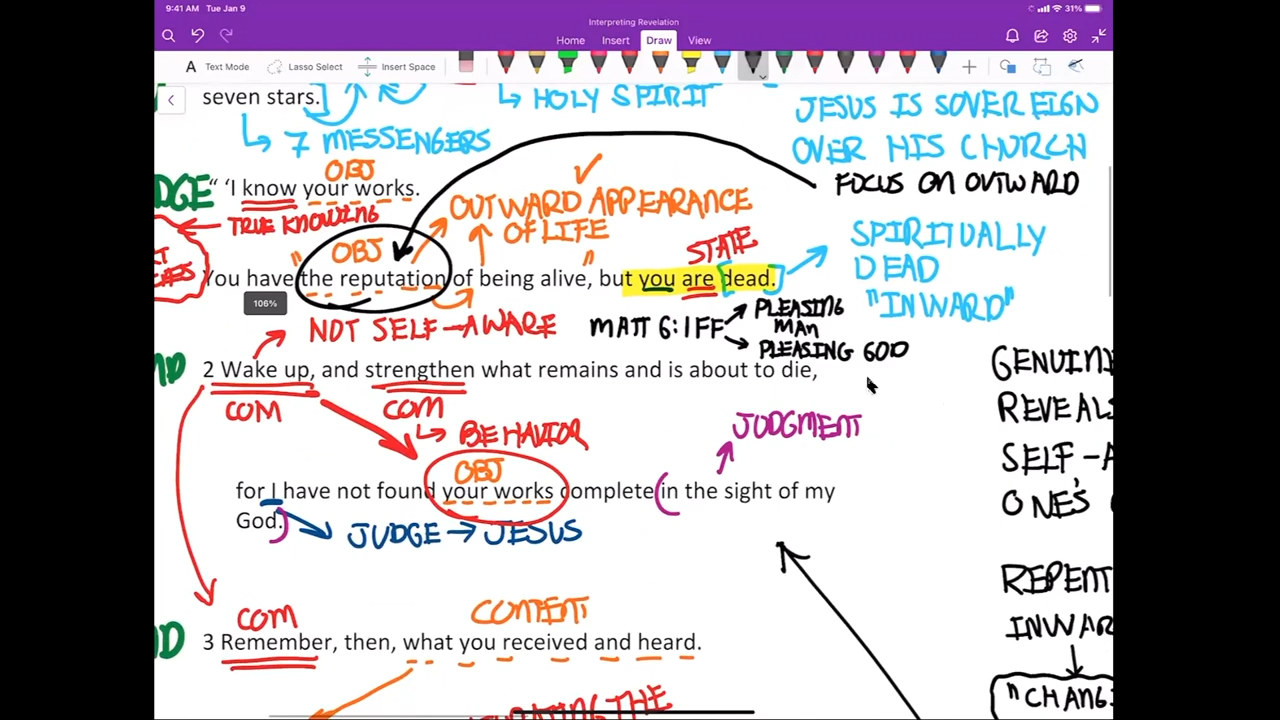 9:41 AM Tue Jan 9
31%
Interpreting Revelation
Home Insert Draw View
Text Mode Lasso Select Insert Space
seven stars.
HOLY SPIRIT
JESUS IS SOVEREIGN
7 MESSENGERS
OVER HIS CHURCH
OBJ
FOCUS ON OUTWARD
“ ‘I know your works.
TRUE KNOWING
OUTWARD APPEARANCE
OF LIFE
" OBJ "
STATE
SPIRITUALLY
DEAD
"INWARD"
You have the reputation of being alive, but you are [dead.]
106%
NOT SELF-AWARE
MATT 6:1FF
PLEASING
MAN
PLEASING GOD
2 Wake up, and strengthen what remains and is about to die,
GENUINE
COM COM
REVEALS
BEHAVIOR
JUDGMENT
SELF-A
OBJ
for I have not found your works complete (in the sight of my
God.)
ONE'S
JUDGE → JESUS
REPENT
CONTENT
COM
INWAR
3 Remember, then, what you received and heard.
"CHANG
THE